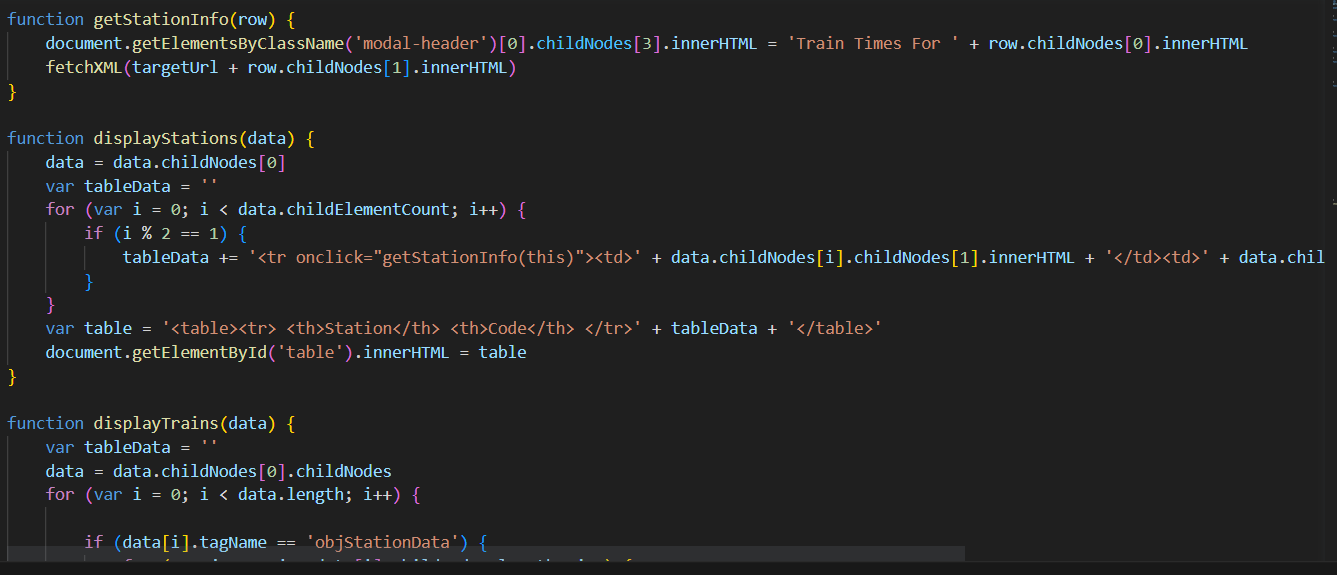 function getStationInfo(row) {
    document.getElementsByClassName('modal-header')[0].childNodes[3].innerHTML = 'Train Times For ' + row.childNodes[0].innerHTML
    fetchXML(targetUrl + row.childNodes[1].innerHTML)
}
function displayStations(data) {
    data = data.childNodes[0]
    var tableData = ''
    for (var i = 0; i < data.childElementCount; i++) {
        if (i % 2 == 1) {
            tableData += '<tr onclick="getStationInfo(this)"><td>' + data.childNodes[i].childNodes[1].innerHTML + '</td><td>' + data.chil
        }
    }
    var table = '<table><tr> <th>Station</th> <th>Code</th> </tr>' + tableData + '</table>'
    document.getElementById('table').innerHTML = table
}
function displayTrains(data) {
    var tableData = ''
    data = data.childNodes[0].childNodes
    for (var i = 0; i < data.length; i++) {
        if (data[i].tagName == 'objStationData') {